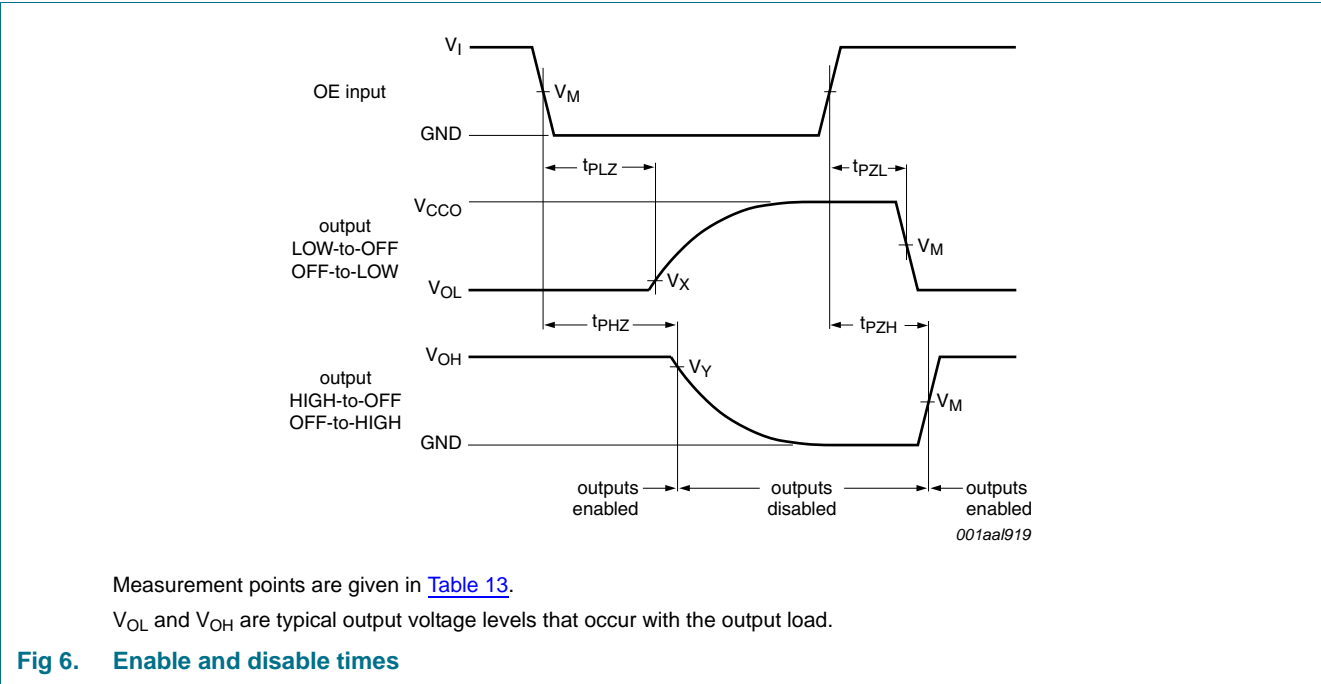 V_I
OE input
V_M
GND
t_PLZ
t_PZL
V_CCO
output
LOW-to-OFF
OFF-to-LOW
V_M
V_X
V_OL
t_PHZ
t_PZH
V_OH
output
HIGH-to-OFF
OFF-to-HIGH
V_Y
V_M
GND
outputs
enabled
outputs
disabled
outputs
enabled
001aal919
Measurement points are given in Table 13.
V_OL and V_OH are typical output voltage levels that occur with the output load.
Fig 6. Enable and disable times